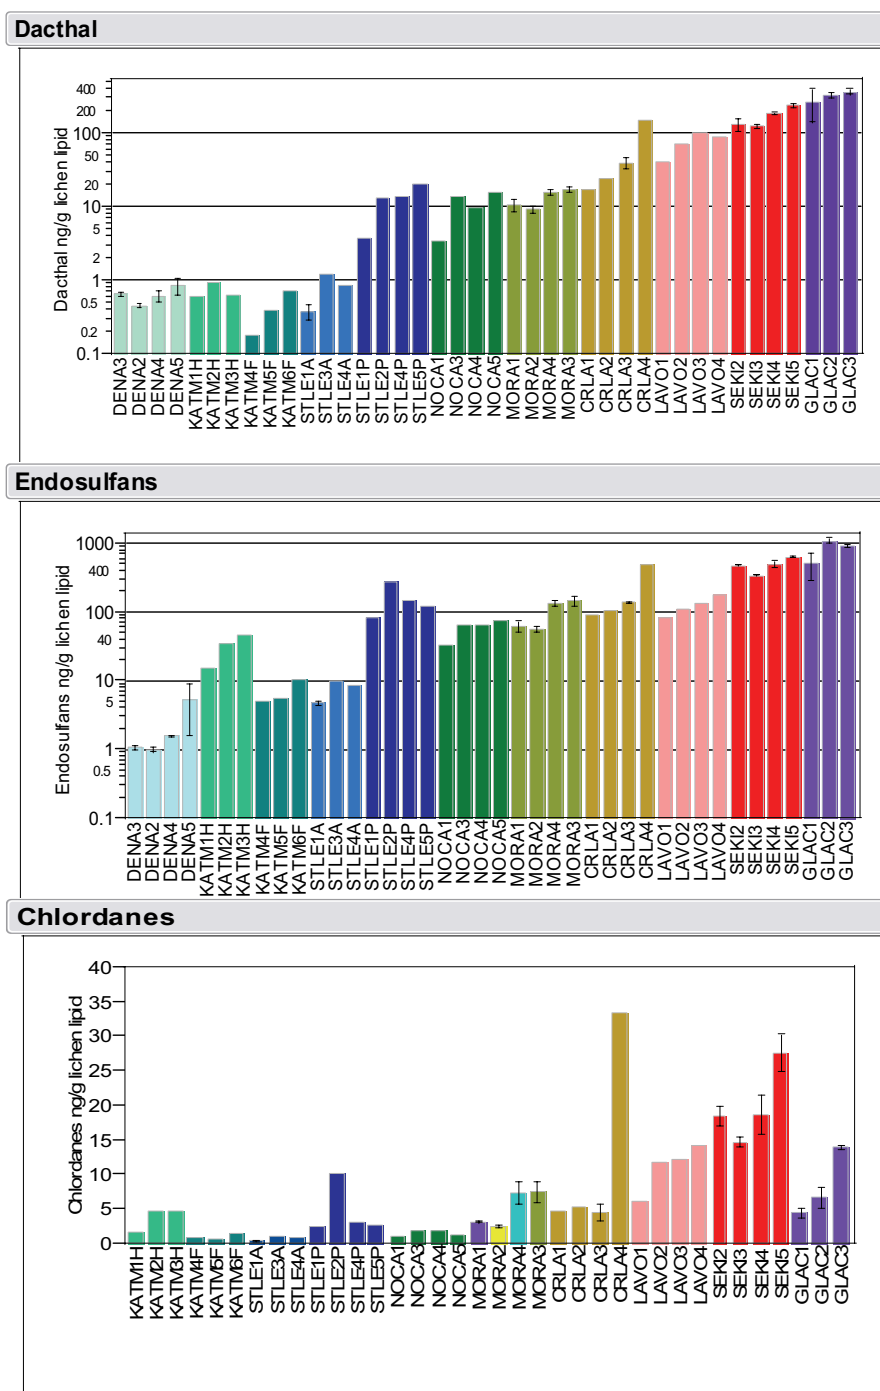 Dacthal
Dacthal ng/g lichen lipid
400
200
100
50
20
10
5
2
1
0.5
0.2
0.1
DENA3
DENA2
DENA4
DENA5
KATM1H
KATM2H
KATM3H
KATM4F
KATM5F
KATM6F
STLE1A
STLE3A
STLE4A
STLE1P
STLE2P
STLE4P
STLE5P
NOCA1
NOCA3
NOCA4
NOCA5
MORA1
MORA2
MORA4
MORA3
CRLA1
CRLA2
CRLA3
CRLA4
LAVO1
LAVO2
LAVO3
LAVO4
SEKI2
SEKI3
SEKI4
SEKI5
GLAC1
GLAC2
GLAC3
Endosulfans
Endosulfans ng/g lichen lipid
1000
400
100
40
10
5
1
0.5
0.1
DENA3
DENA2
DENA4
DENA5
KATM1H
KATM2H
KATM3H
KATM4F
KATM5F
KATM6F
STLE1A
STLE3A
STLE4A
STLE1P
STLE2P
STLE4P
STLE5P
NOCA1
NOCA3
NOCA4
NOCA5
MORA1
MORA2
MORA4
MORA3
CRLA1
CRLA2
CRLA3
CRLA4
LAVO1
LAVO2
LAVO3
LAVO4
SEKI2
SEKI3
SEKI4
SEKI5
GLAC1
GLAC2
GLAC3
Chlordanes
Chlordanes ng/g lichen lipid
40
35
30
25
20
15
10
5
0
KATM1H
KATM2H
KATM3H
KATM4F
KATM5F
KATM6F
STLE1A
STLE3A
STLE4A
STLE1P
STLE2P
STLE4P
STLE5P
NOCA1
NOCA3
NOCA4
NOCA5
MORA1
MORA2
MORA4
MORA3
CRLA1
CRLA2
CRLA3
CRLA4
LAVO1
LAVO2
LAVO3
LAVO4
SEKI2
SEKI3
SEKI4
SEKI5
GLAC1
GLAC2
GLAC3